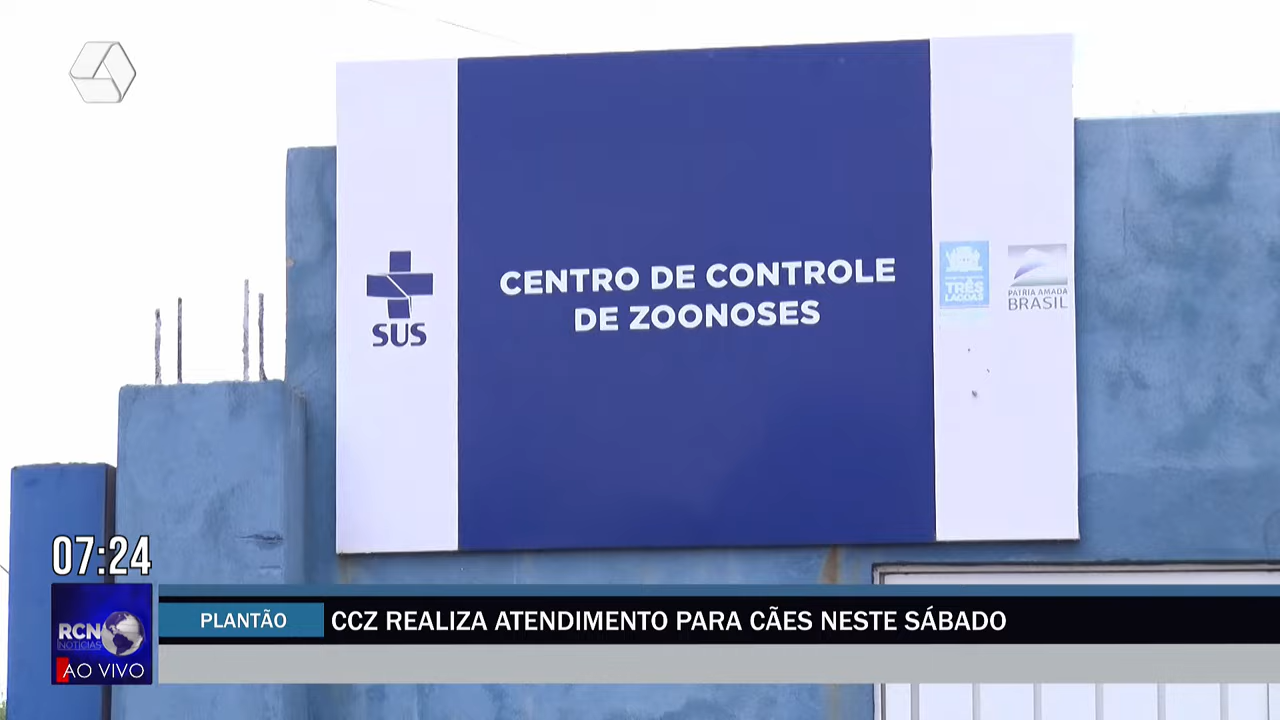 CENTRO DE CONTROLE
DE ZOONOSES
SUS
TRÊS
LAGOAS
PÁTRIA AMADA
BRASIL
07:24
RCN
NOTÍCIAS
AO VIVO
PLANTÃO
CCZ REALIZA ATENDIMENTO PARA CÃES NESTE SÁBADO